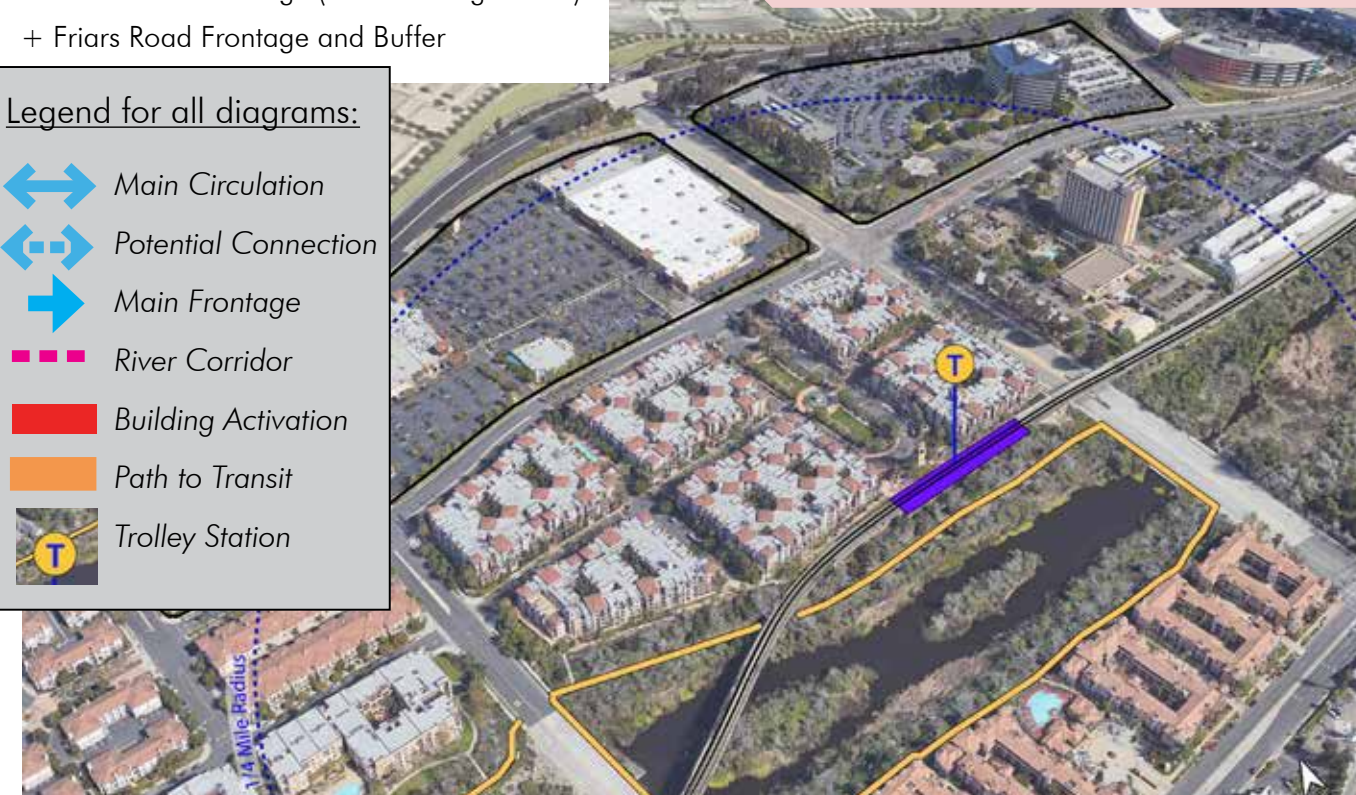 + Friars Road Frontage and Buffer
Legend for all diagrams:
Main Circulation
Potential Connection
Main Frontage
River Corridor
Building Activation
Path to Transit
T
Trolley Station
T
1/4 Mile Radius